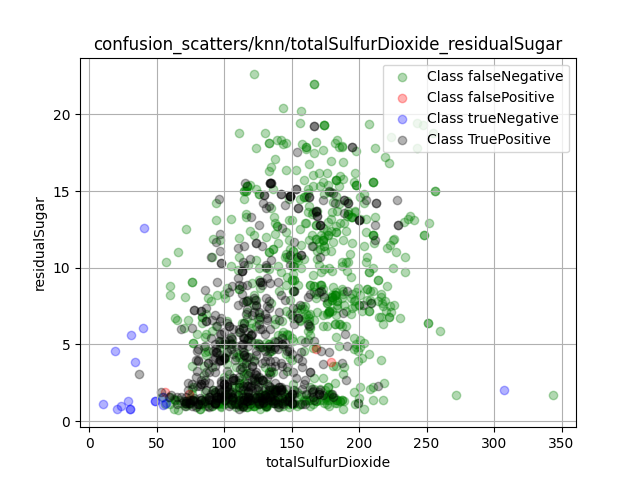 confusion_scatters/knn/totalSulfurDioxide_residualSugar
Class falseNegative
Class falsePositive
Class trueNegative
Class TruePositive
residualSugar
20
15
10
5
0
0
50
100
150
200
250
300
350
totalSulfurDioxide